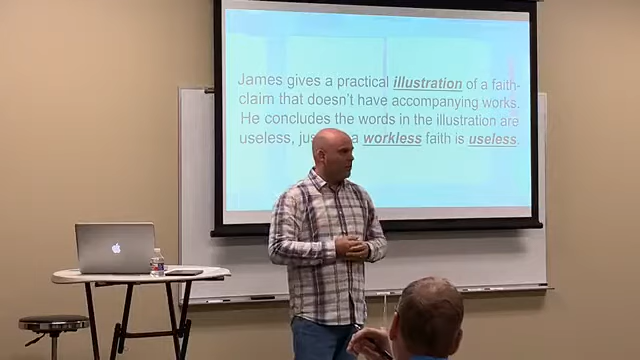 James gives a practical illustration of a faith-
claim that doesn't have accompanying works.
He concludes the words in the illustration are
useless, a workless faith is useless.